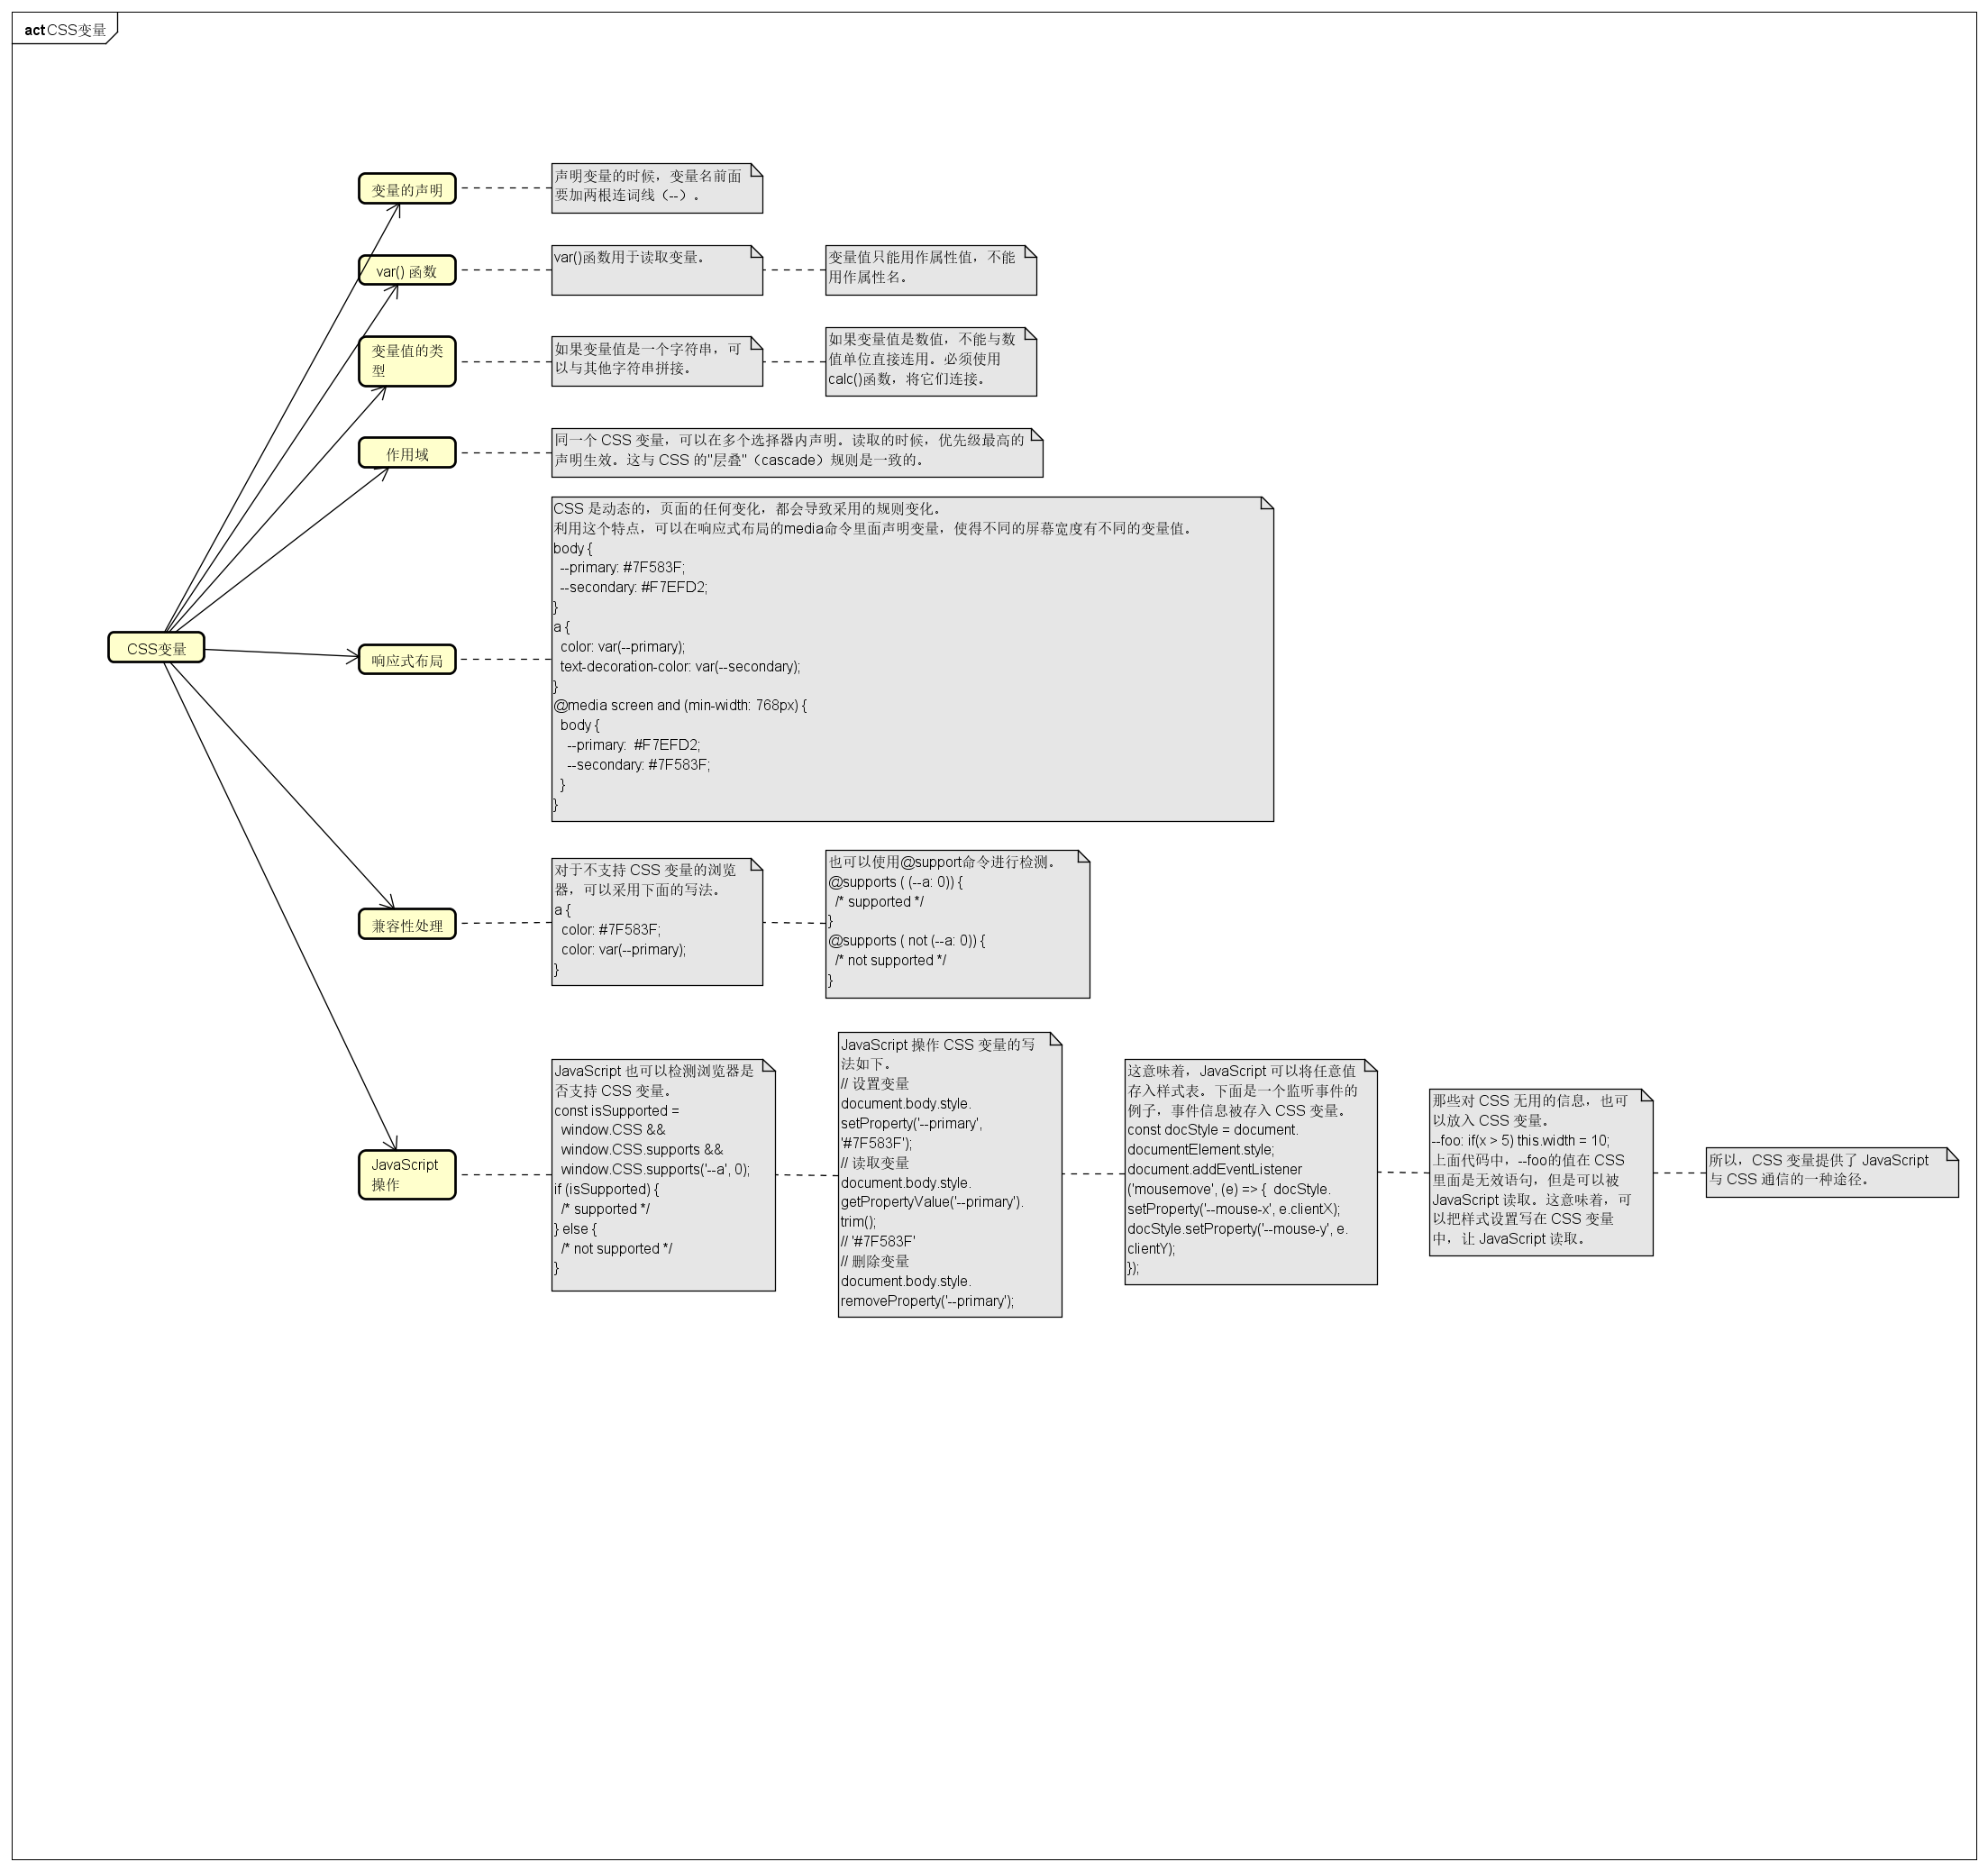 act CSS变量
变量的声明
声明变量的时候，变量名前面
要加两根连词线（--）。
var() 函数
var()函数用于读取变量。
变量值只能用作属性值，不能
用作属性名。
变量值的类
型
如果变量值是一个字符串，可
以与其他字符串拼接。
如果变量值是数值，不能与数
值单位直接连用。必须使用
calc()函数，将它们连接。
作用域
同一个 CSS 变量，可以在多个选择器内声明。读取的时候，优先级最高的
声明生效。这与 CSS 的"层叠"（cascade）规则是一致的。
CSS变量
响应式布局
CSS 是动态的，页面的任何变化，都会导致采用的规则变化。
利用这个特点，可以在响应式布局的media命令里面声明变量，使得不同的屏幕宽度有不同的变量值。
body {
  --primary: #7F583F;
  --secondary: #F7EFD2;
}
a {
  color: var(--primary);
  text-decoration-color: var(--secondary);
}
@media screen and (min-width: 768px) {
  body {
    --primary:  #F7EFD2;
    --secondary: #7F583F;
  }
}
兼容性处理
对于不支持 CSS 变量的浏览
器，可以采用下面的写法。
a {
  color: #7F583F;
  color: var(--primary);
}
也可以使用@support命令进行检测。
@supports ( (--a: 0)) {
  /* supported */
}
@supports ( not (--a: 0)) {
  /* not supported */
}
JavaScript
操作
JavaScript 也可以检测浏览器是
否支持 CSS 变量。
const isSupported =
  window.CSS &&
  window.CSS.supports &&
  window.CSS.supports('--a', 0);
if (isSupported) {
  /* supported */
} else {
  /* not supported */
}
JavaScript 操作 CSS 变量的写
法如下。
// 设置变量
document.body.style.
setProperty('--primary',
'#7F583F');
// 读取变量
document.body.style.
getPropertyValue('--primary').
trim();
// '#7F583F'
// 删除变量
document.body.style.
removeProperty('--primary');
这意味着，JavaScript 可以将任意值
存入样式表。下面是一个监听事件的
例子，事件信息被存入 CSS 变量。
const docStyle = document.
documentElement.style;
document.addEventListener
('mousemove', (e) => {  docStyle.
setProperty('--mouse-x', e.clientX);
docStyle.setProperty('--mouse-y', e.
clientY);
});
那些对 CSS 无用的信息，也可
以放入 CSS 变量。
--foo: if(x > 5) this.width = 10;
上面代码中，--foo的值在 CSS
里面是无效语句，但是可以被
JavaScript 读取。这意味着，可
以把样式设置写在 CSS 变量
中，让 JavaScript 读取。
所以，CSS 变量提供了 JavaScript
与 CSS 通信的一种途径。